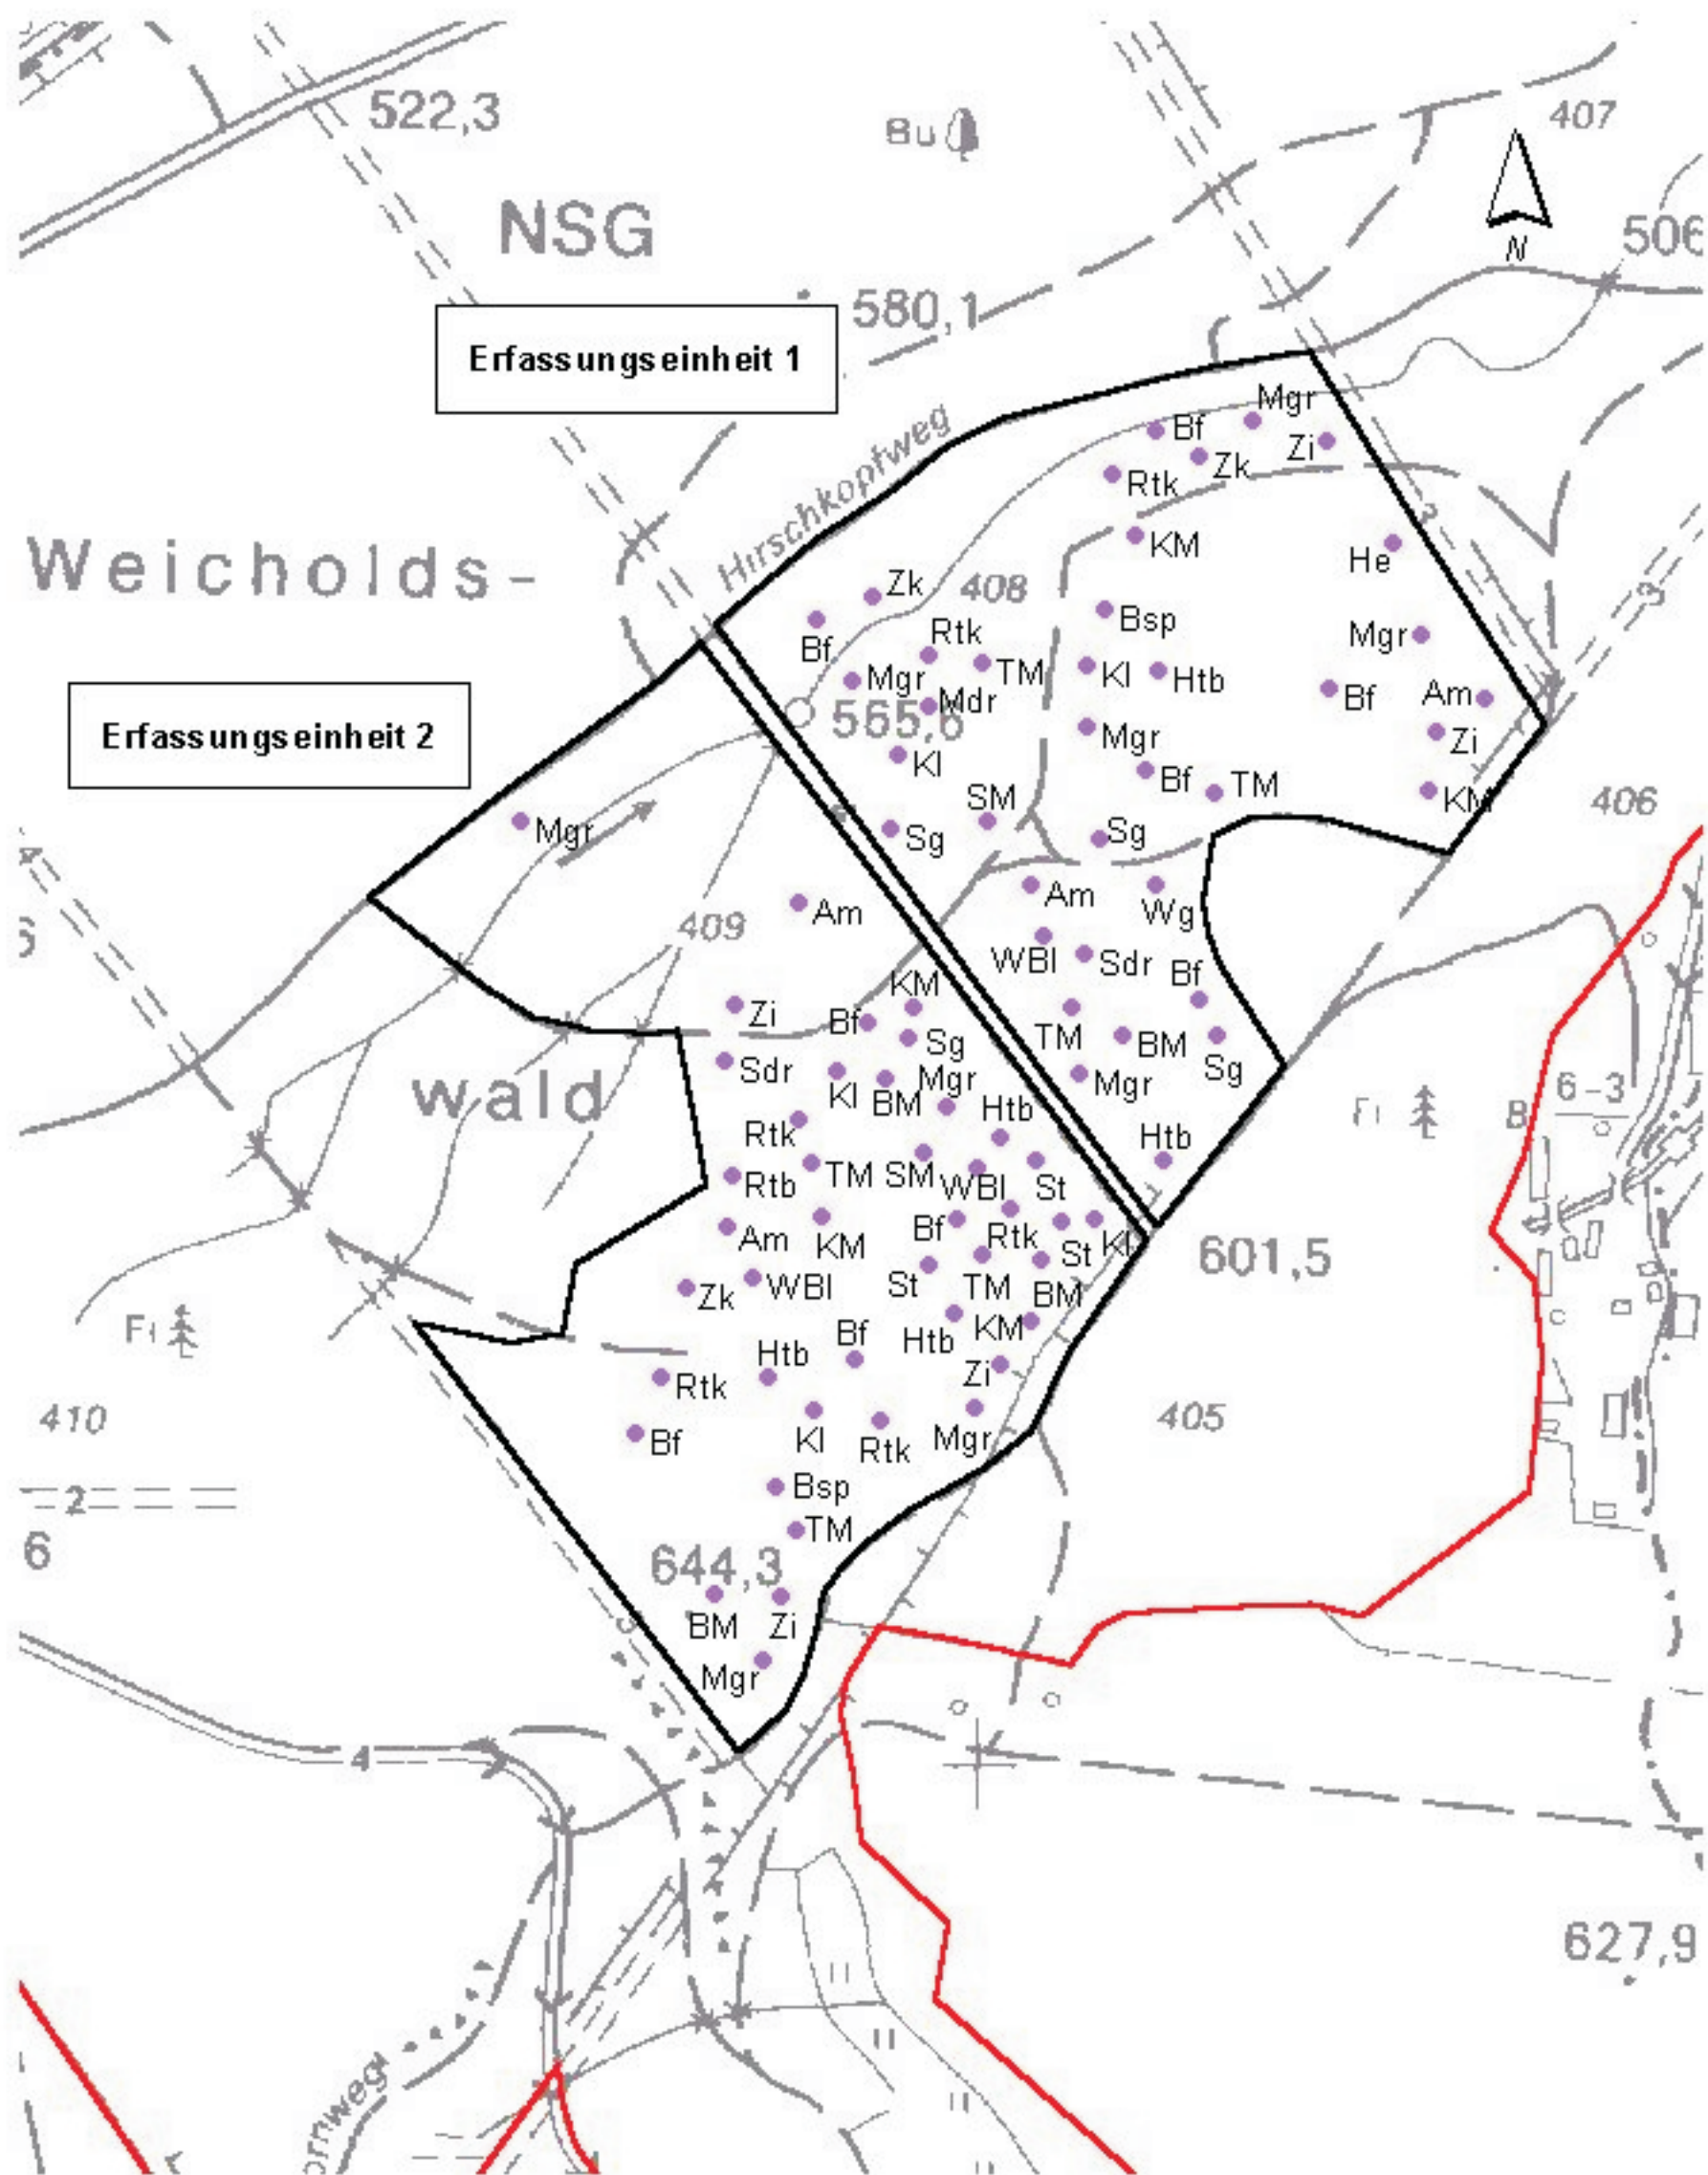 522,3
Bu
407
NSG
506
N
580,1
Erfassungseinheit 1
Mgr
Bf
Zi
Zk
Rtk
Hirschkopfweg
KM
He
Weicholds-
Zk
408
Bsp
Bf
Rtk
Mgr
TM
Kl
Htb
Mgr
Mdr
Bf
Am
Erfassungseinheit 2
565,6
Mgr
Zi
Kl
Bf
TM
KM
SM
406
Mgr
Sg
Sg
Am
Am
Wg
409
WBl
Sdr
Bf
KM
Zi
Bf
TM
BM
Sg
Sg
Sdr
Mgr
Mgr
wald
Kl
BM
Htb
6-3
Fi
B
Rtk
Htb
TM
SM
WBl
St
Rtb
Bf
Rtk
Am
KM
St
Kl
601,5
Zk
WBl
St
TM
BM
Fi
Bf
Htb
KM
Htb
Zi
Rtk
410
405
Bf
Kl
Rtk
Mgr
Bsp
2
TM
6
644,3
BM
Zi
Mgr
4
627,9
ornweg